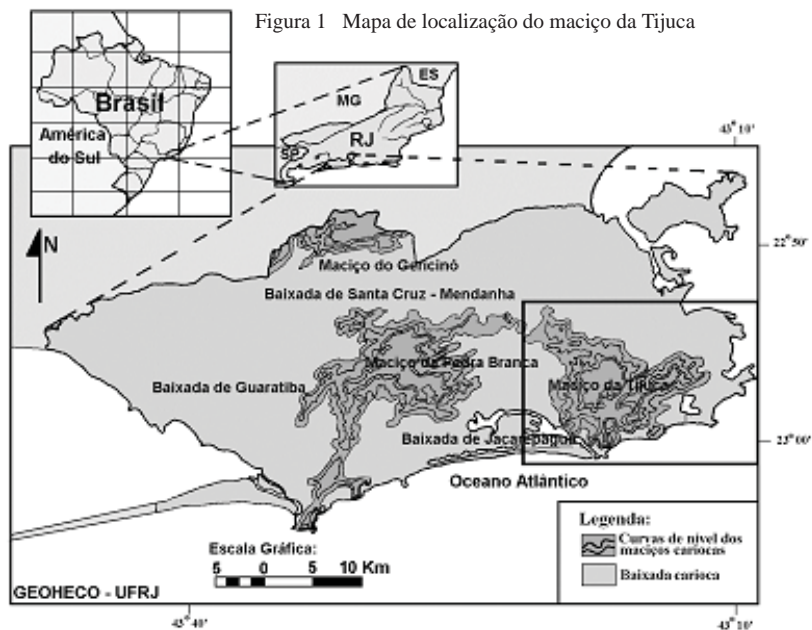 Figura 1 Mapa de localização do maciço da Tijuca
Brasil
América
do Sul
ES
MG
RJ
SP
43° 10'
22° 50'
N
Maciço do Gericinó
Baixada de Santa Cruz - Mendanha
Maciço da Pedra Branca
Maciço da Tijuca
Baixada de Guaratiba
Baixada de Jacarepaguá
23° 00'
Oceano Atlântico
Legenda:
Curvas de nível dos
maciços cariocas
Baixada carioca
Escala Gráfica:
5 0 5 10 Km
GEOHECO - UFRJ
43° 40'
43° 10'